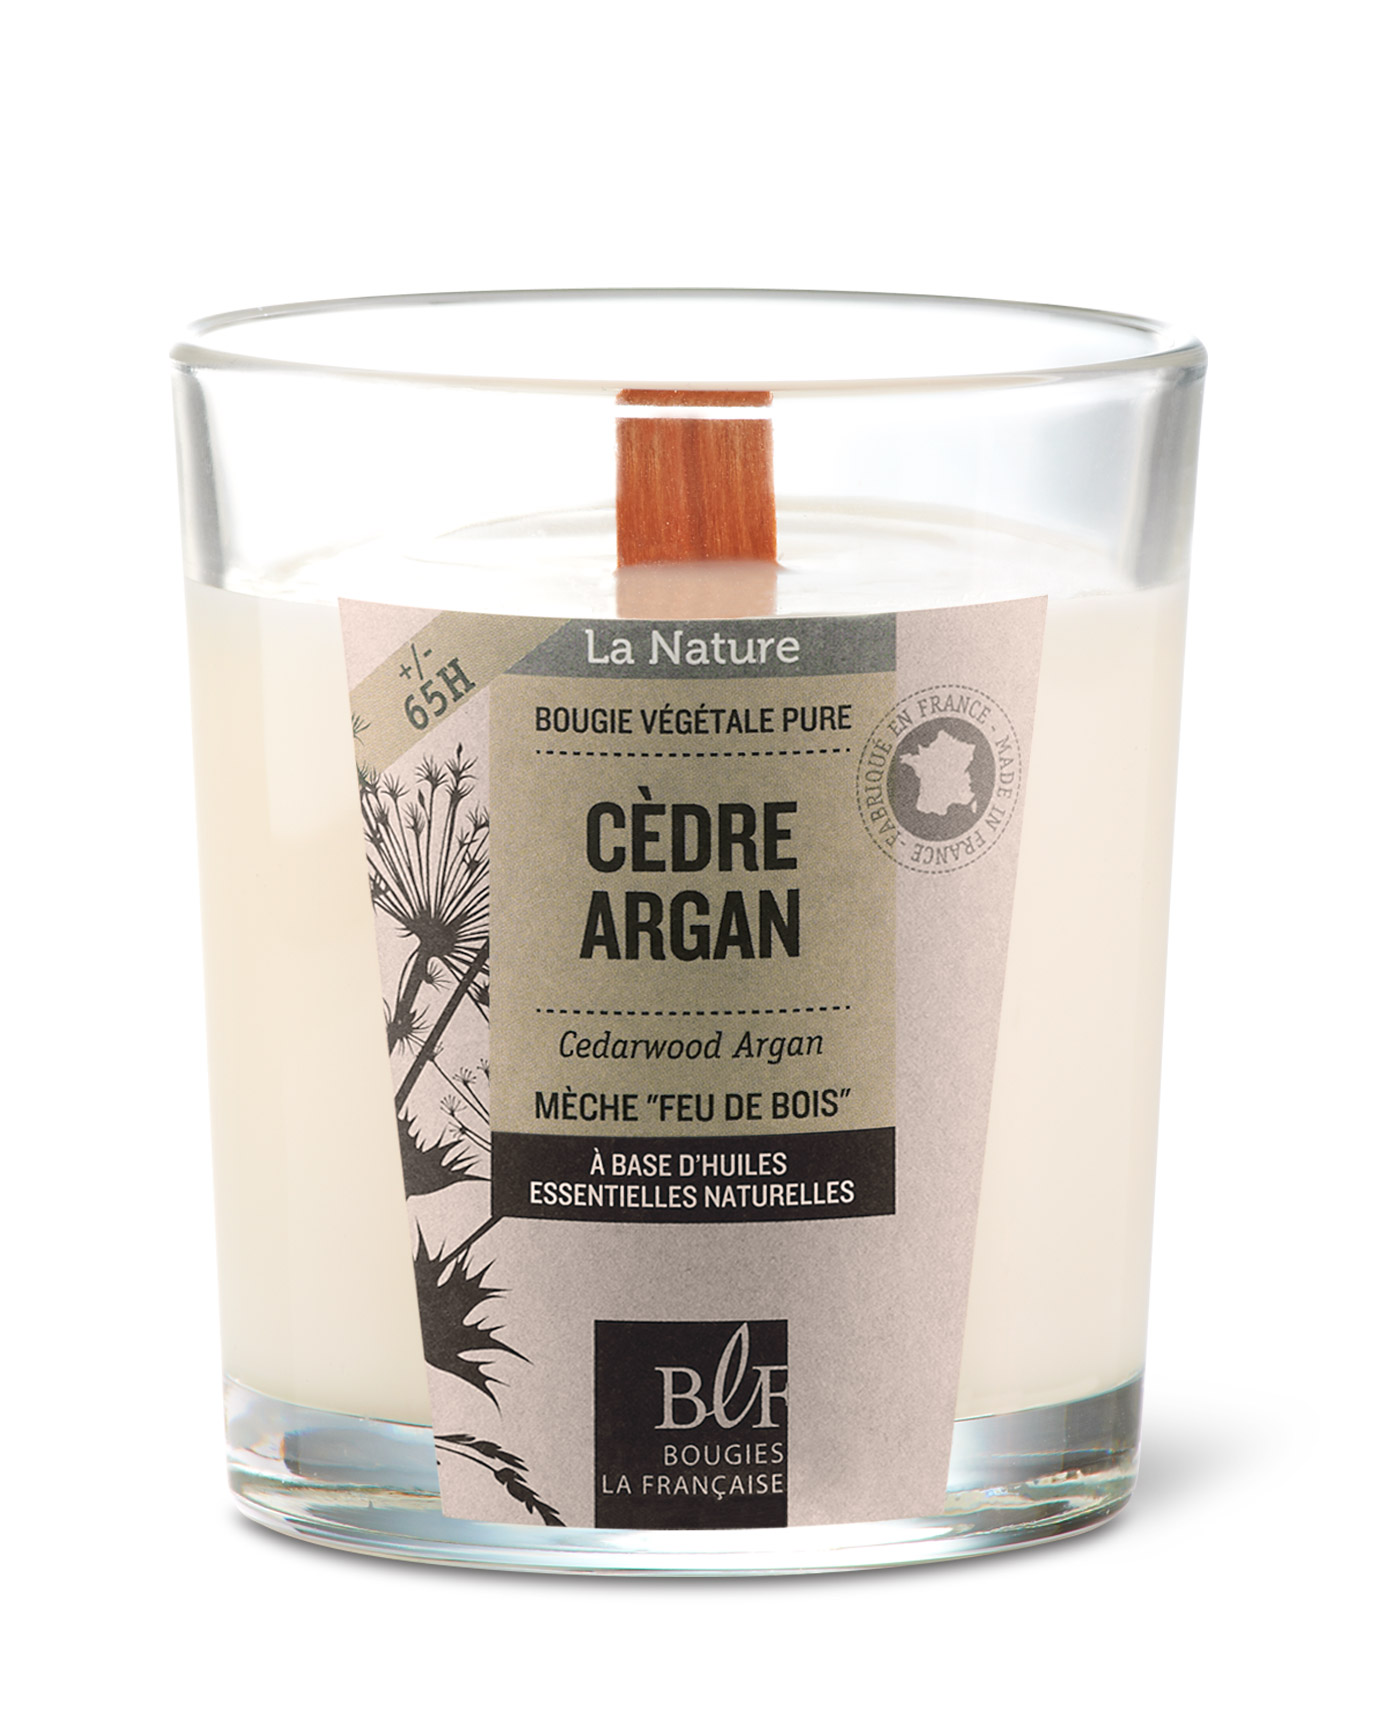 La Nature
+/-
65H
BOUGIE VÉGÉTALE PURE
FABRIQUÉ EN FRANCE - MADE IN FRANCE -
CÈDRE
ARGAN
Cedarwood Argan
MÈCHE "FEU DE BOIS"
À BASE D'HUILES
ESSENTIELLES NATURELLES
BLF
BOUGIES
LA FRANÇAISE